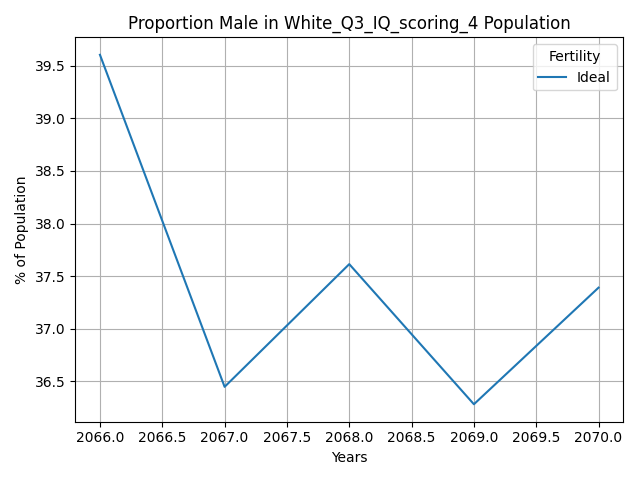 Proportion Male in White_Q3_IQ_scoring_4 Population
Fertility
Ideal
% of Population
39.5
39.0
38.5
38.0
37.5
37.0
36.5
2066.0 2066.5 2067.0 2067.5 2068.0 2068.5 2069.0 2069.5 2070.0
Years